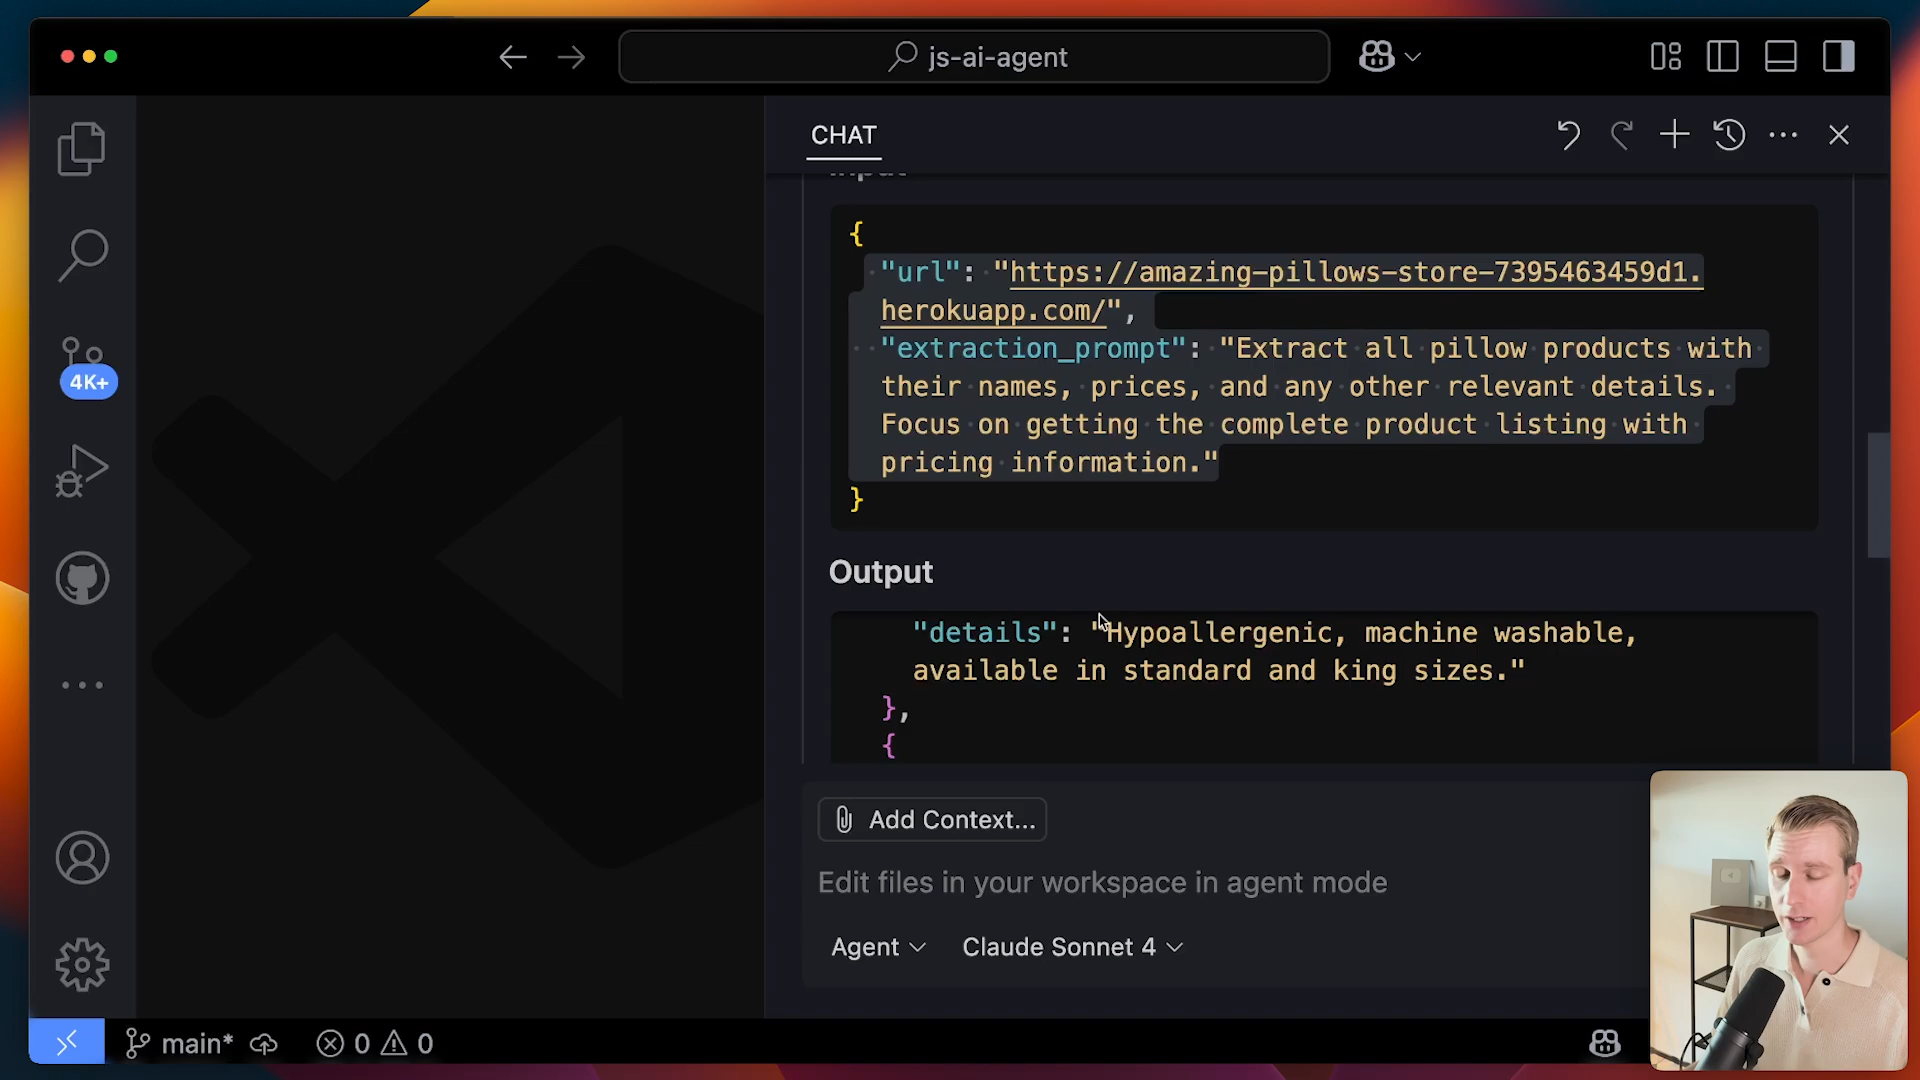 js-ai-agent
CHAT
Input
{
"url": "https://amazing-pillows-store-7395463459d1.
herokuapp.com/",
"extraction_prompt": "Extract all pillow products with
their names, prices, and any other relevant details.
Focus on getting the complete product listing with
pricing information."
}
Output
"details": "Hypoallergenic, machine washable,
available in standard and king sizes."
},
{
4K+
Add Context...
Edit files in your workspace in agent mode
Agent
Claude Sonnet 4
main*
0
0